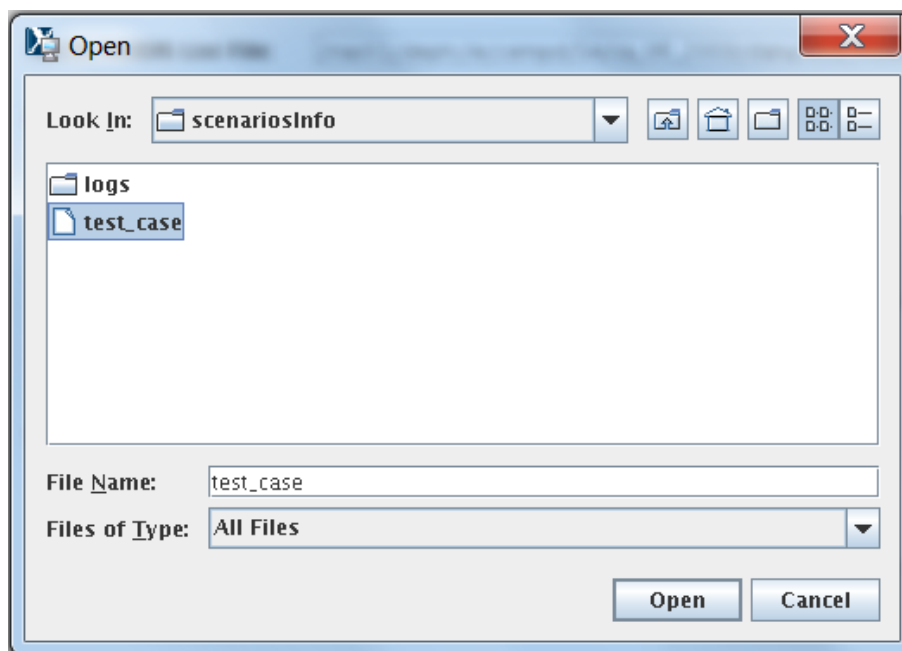 Open
Look In: scenariosInfo
logs
test_case
File Name: test_case
Files of Type: All Files
Open Cancel